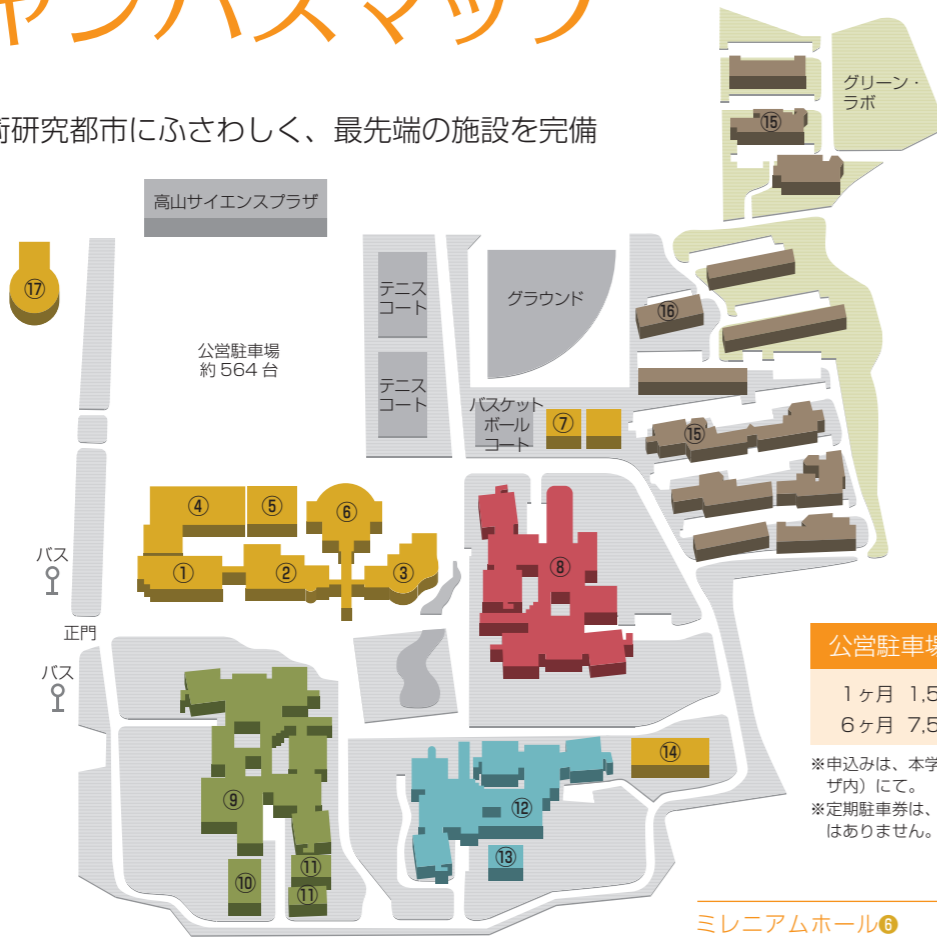 ャンパスマップ
術研究都市にふさわしく、最先端の施設を完備
グリーン・
ラボ
⑮
高山サイエンスプラザ
⑰
テニス
コート
グラウンド
⑯
公営駐車場
約564台
テニス
コート
バスケット
ボール
コート
⑦
⑮
④
⑤
⑥
バス
①
②
③
⑧
正門
バス
公営駐車場
1ヶ月 1,5
6ヶ月 7,5
※申込みは、本学
ザ内）にて。
※定期駐車券は、
はありません。
⑭
⑨
⑫
⑬
⑩
⑪
⑪
ミレニアムホール❻